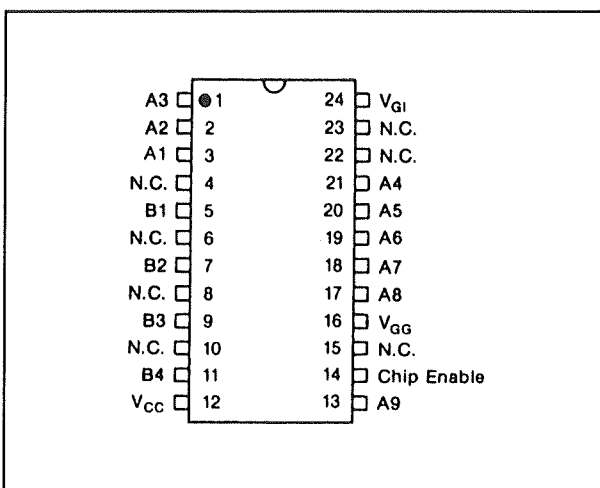 A3 1 24 VGI
A2 2 23 N.C.
A1 3 22 N.C.
N.C. 4 21 A4
B1 5 20 A5
N.C. 6 19 A6
B2 7 18 A7
N.C. 8 17 A8
B3 9 16 VGG
N.C. 10 15 N.C.
B4 11 14 Chip Enable
VCC 12 13 A9